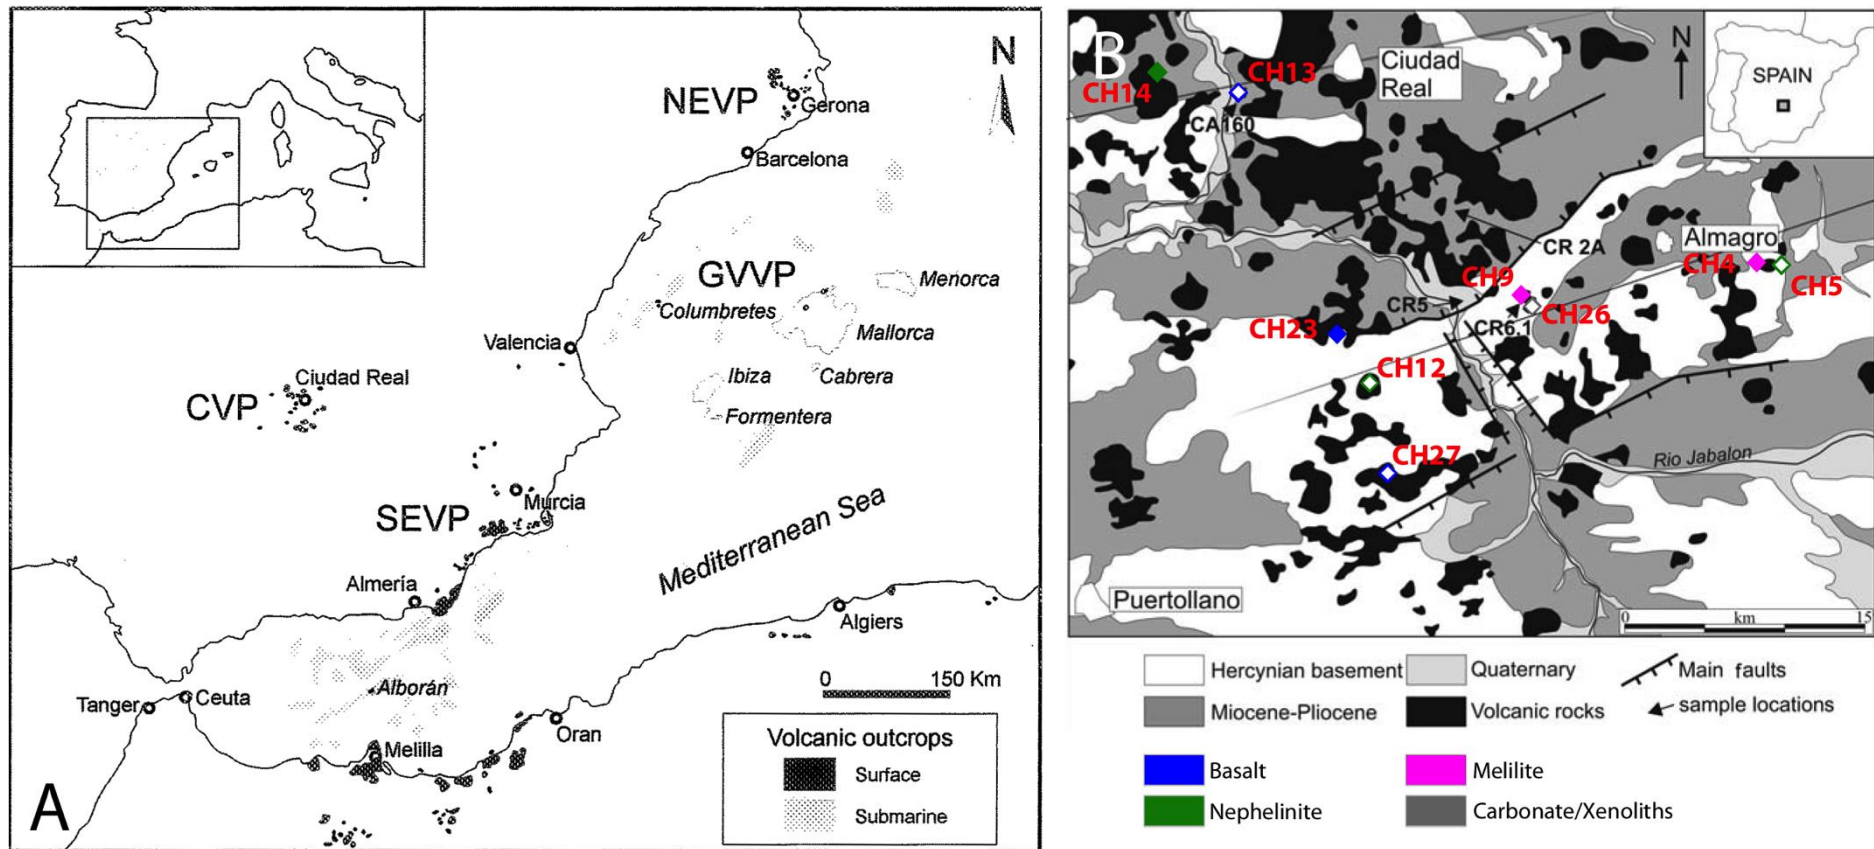 N
NEVP
Gerona
Barcelona
GVVP
Menorca
Columbretes
Mallorca
Valencia
Ibiza
Cabrera
Ciudad Real
CVP
Formentera
Murcia
SEVP
Mediterranean Sea
Almería
Algiers
Alborán
0 150 Km
Tanger
Ceuta
Oran
Melilla
Volcanic outcrops
Surface
Submarine
A
B
CH14
CH13
Ciudad
Real
N
SPAIN
CA160
CR 2A
Almagro
CH4
CH5
CH9
CR5
CR6.1
CH26
CH23
CH12
CH27
Rio Jabalon
Puertollano
0 km 15
Hercynian basement
Quaternary
Main faults
Miocene-Pliocene
Volcanic rocks
sample locations
Basalt
Melilite
Nephelinite
Carbonate/Xenoliths